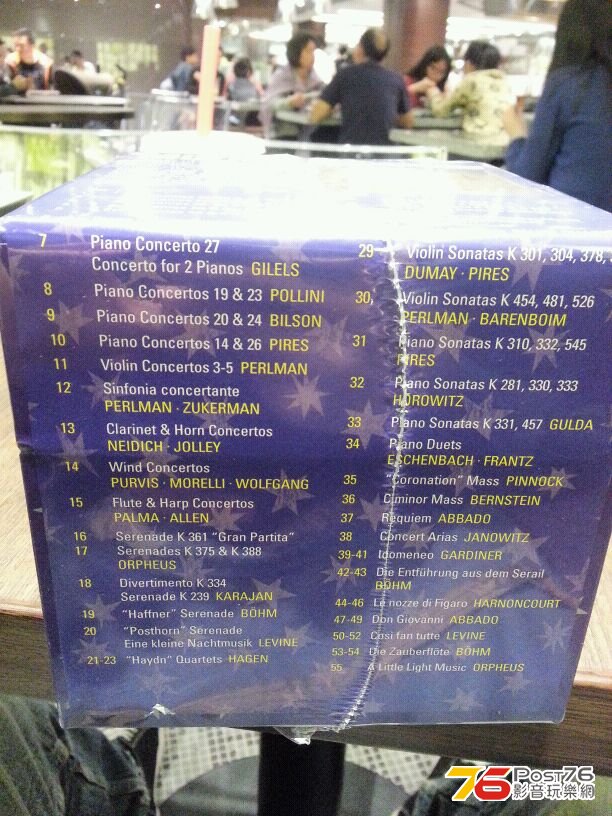 7 Piano Concerto 27
Concerto for 2 Pianos GILELS
8 Piano Concertos 19 & 23 POLLINI
9 Piano Concertos 20 & 24 BILSON
10 Piano Concertos 14 & 26 PIRES
11 Violin Concertos 3-5 PERLMAN
12 Sinfonia concertante
PERLMAN · ZUKERMAN
13 Clarinet & Horn Concertos
NEIDICH · JOLLEY
14 Wind Concertos
PURVIS · MORELLI · WOLFGANG
15 Flute & Harp Concertos
PALMA · ALLEN
16 Serenade K 361 "Gran Partita"
17 Serenades K 375 & K 388
ORPHEUS
18 Divertimento K 334
Serenade K 239 KARAJAN
19 "Haffner" Serenade BÖHM
20 "Posthorn" Serenade
Eine kleine Nachtmusik LEVINE
21-23 "Haydn" Quartets HAGEN
29 Violin Sonatas K 301, 304, 378,
DUMAY · PIRES
30 Violin Sonatas K 454, 481, 526
PERLMAN · BARENBOIM
31 Piano Sonatas K 310, 332, 545
PIRES
32 Piano Sonatas K 281, 330, 333
HOROWITZ
33 Piano Sonatas K 331, 457 GULDA
34 Piano Duets
ESCHENBACH · FRANTZ
35 "Coronation" Mass PINNOCK
36 C minor Mass BERNSTEIN
37 Requiem ABBADO
38 Concert Arias JANOWITZ
39-41 Idomeneo GARDINER
42-43 Die Entführung aus dem Serail
BÖHM
44-46 Le nozze di Figaro HARNONCOURT
47-49 Don Giovanni ABBADO
50-52 Così fan tutte LEVINE
53-54 Die Zauberflöte BÖHM
55 A Little Light Music ORPHEUS
76 Post76
影音玩樂網